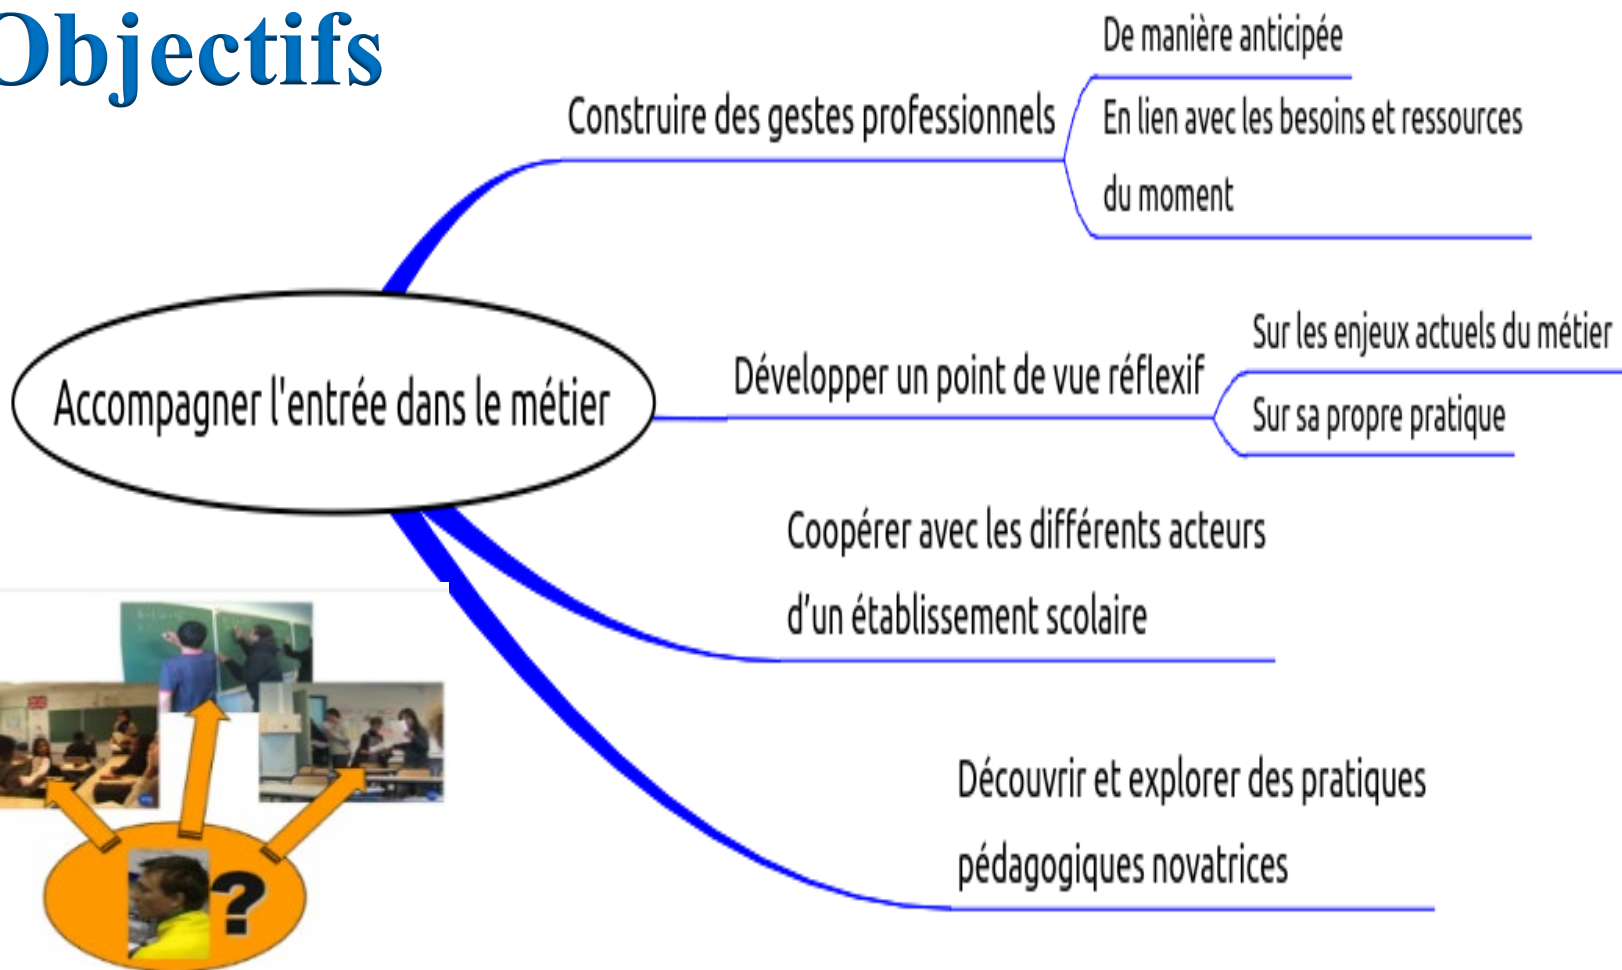 Objectifs
De manière anticipée
Construire des gestes professionnels
En lien avec les besoins et ressources
du moment
Accompagner l'entrée dans le métier
Sur les enjeux actuels du métier
Développer un point de vue réflexif
Sur sa propre pratique
Coopérer avec les différents acteurs
d’un établissement scolaire
Découvrir et explorer des pratiques
pédagogiques novatrices
?